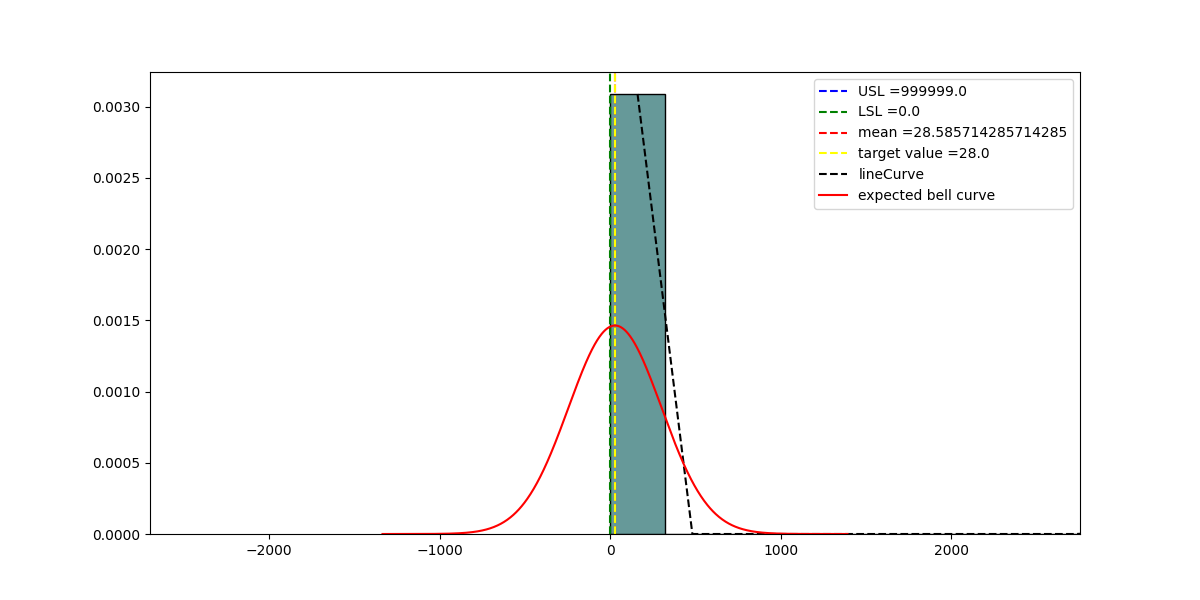 0.0030
0.0025
0.0020
0.0015
0.0010
0.0005
0.0000
−2000
−1000
0
1000
2000
USL =999999.0
LSL =0.0
mean =28.585714285714285
target value =28.0
lineCurve
expected bell curve